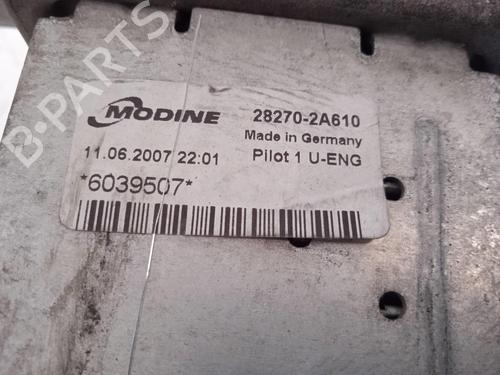 B-PARTS
MODINE
28270-2A610
Made in Germany
11.06.2007 22:01
Pilot 1 U-ENG
*6039507*